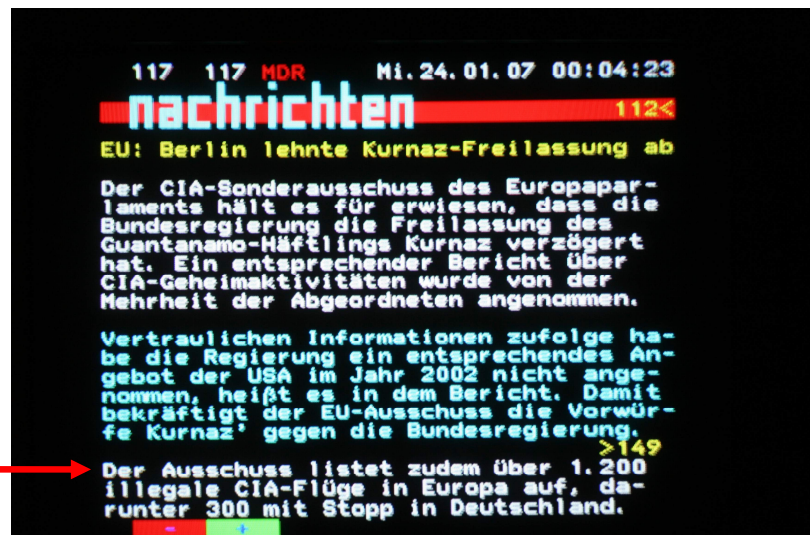 117 117 MDR Mi.24.01.07 00:04:23
nachrichten
112<
EU: Berlin lehnte Kurnaz-Freilassung ab
Der CIA-Sonderausschuss des Europapar-
laments hält es für erwiesen, dass die
Bundesregierung die Freilassung des
Guantanamo-Häftlings Kurnaz verzögert
hat. Ein entsprechender Bericht über
CIA-Geheimaktivitäten wurde von der
Mehrheit der Abgeordneten angenommen.
Vertraulichen Informationen zufolge ha-
be die Regierung ein entsprechendes An-
gebot der USA im Jahr 2002 nicht ange-
nommen, heißt es in dem Bericht. Damit
bekräftigt der EU-Ausschuss die Vorwür-
fe Kurnaz' gegen die Bundesregierung.
>149
Der Ausschuss listet zudem über 1.200
illegale CIA-Flüge in Europa auf, da-
runter 300 mit Stopp in Deutschland.
- +